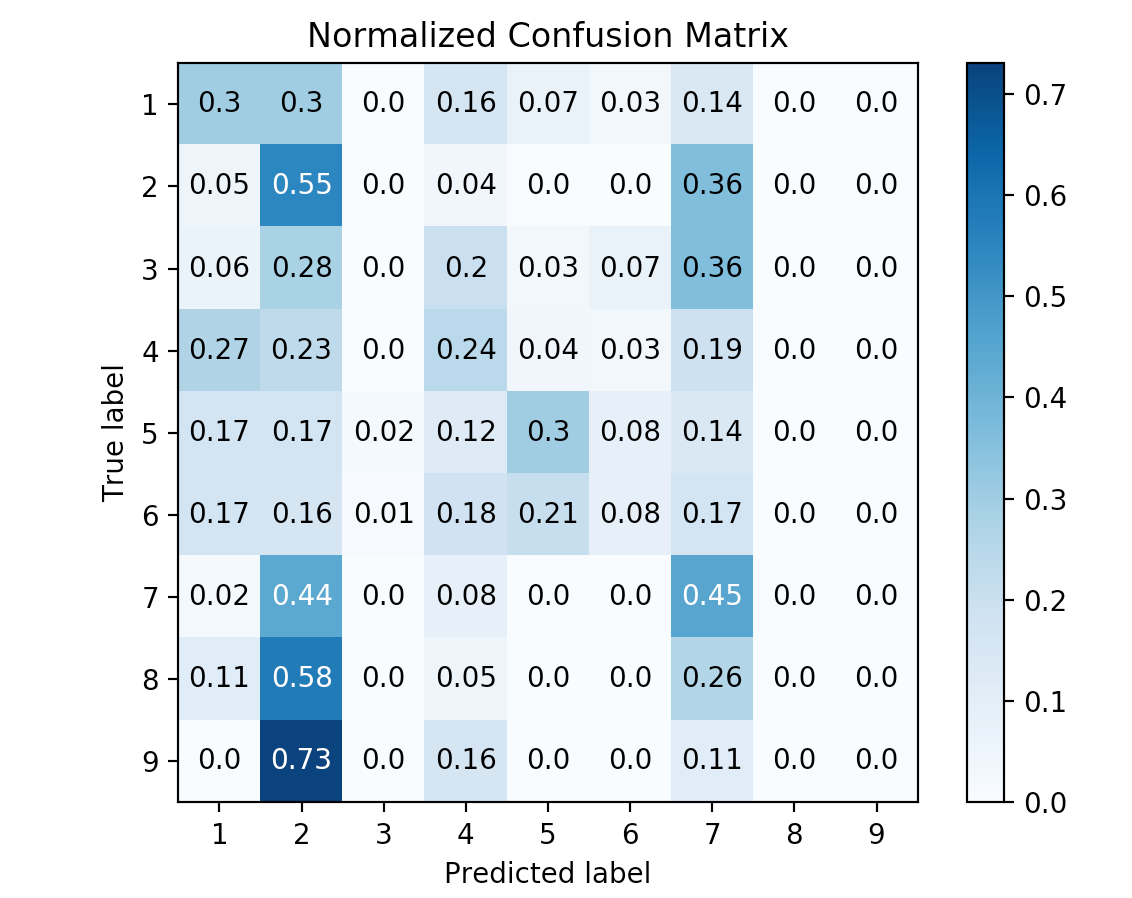 Normalized Confusion Matrix
True label
1 0.3 0.3 0.0 0.16 0.07 0.03 0.14 0.0 0.0
2 0.05 0.55 0.0 0.04 0.0 0.0 0.36 0.0 0.0
3 0.06 0.28 0.0 0.2 0.03 0.07 0.36 0.0 0.0
4 0.27 0.23 0.0 0.24 0.04 0.03 0.19 0.0 0.0
5 0.17 0.17 0.02 0.12 0.3 0.08 0.14 0.0 0.0
6 0.17 0.16 0.01 0.18 0.21 0.08 0.17 0.0 0.0
7 0.02 0.44 0.0 0.08 0.0 0.0 0.45 0.0 0.0
8 0.11 0.58 0.0 0.05 0.0 0.0 0.26 0.0 0.0
9 0.0 0.73 0.0 0.16 0.0 0.0 0.11 0.0 0.0
1 2 3 4 5 6 7 8 9
Predicted label
0.7
0.6
0.5
0.4
0.3
0.2
0.1
0.0